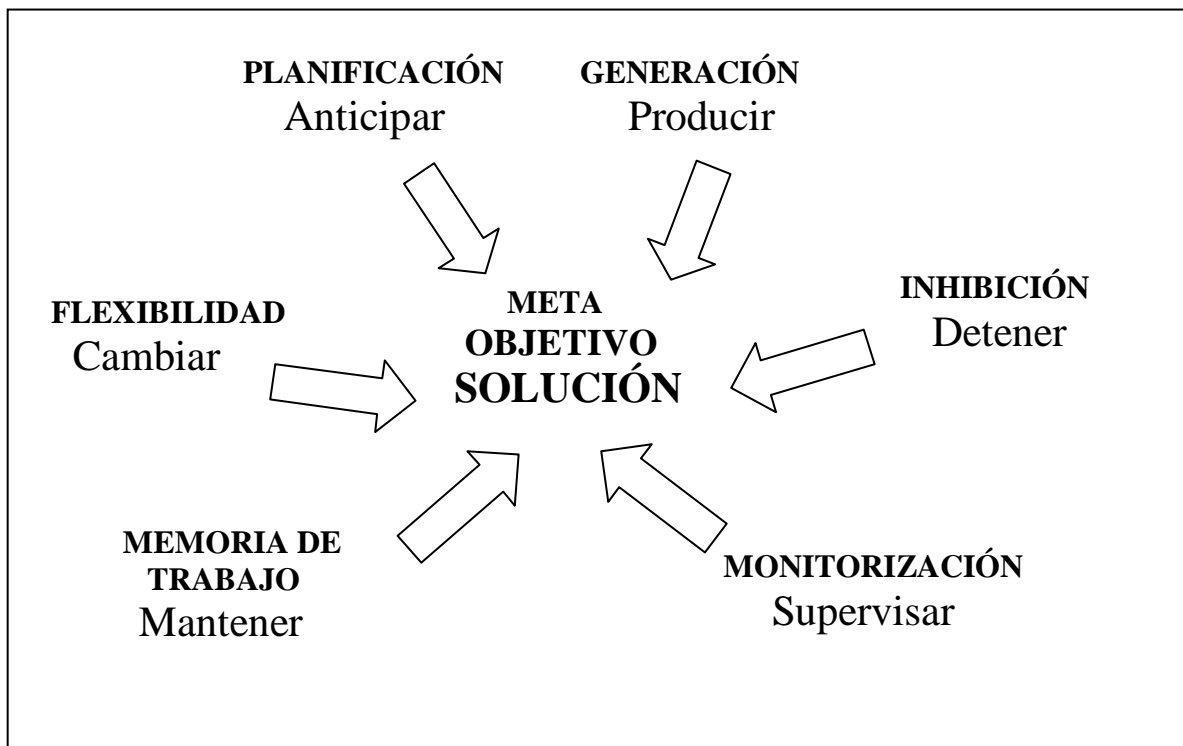 PLANIFICACIÓN
Anticipar
GENERACIÓN
Producir
INHIBICIÓN
Detener
FLEXIBILIDAD
Cambiar
META
OBJETIVO
SOLUCIÓN
MEMORIA DE
TRABAJO
Mantener
MONITORIZACIÓN
Supervisar